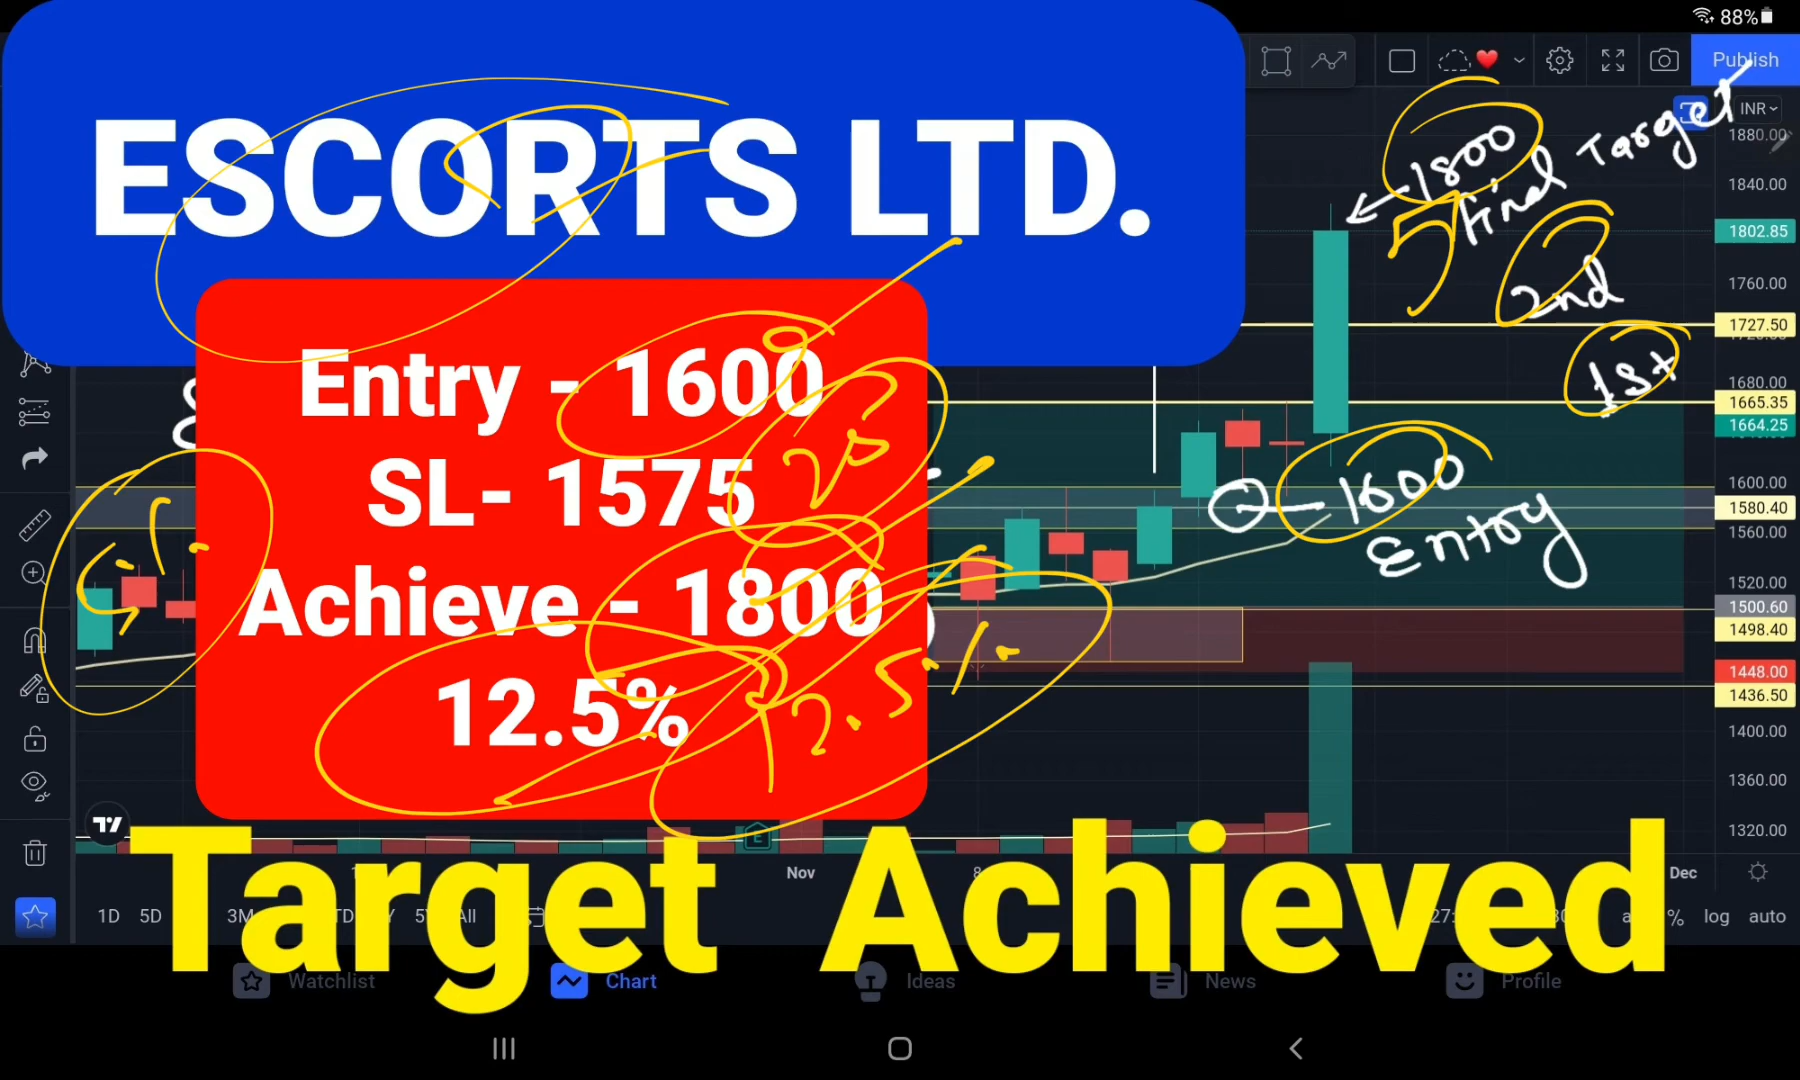 88%
Publish
ESCORTS LTD.
INR
1880.00
1800
Final Target
1840.00
1802.85
2nd
1760.00
1727.50
1st
1680.00
1665.35
1664.25
Entry - 1600
SL- 1575
25
Achieve - 1800
12.5%
12.5%
1600
Entry
1600.00
1580.40
1560.00
1520.00
1500.60
1498.40
1448.00
1436.50
1400.00
1360.00
1320.00
E
Nov
Dec
Target Achieved
1D 5D 3M All % log auto
Watchlist Chart Ideas News Profile